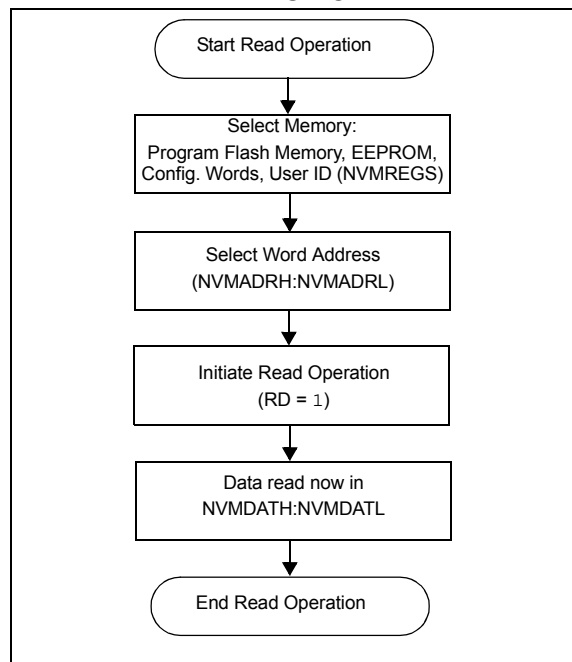 Start Read Operation
Select Memory:
Program Flash Memory, EEPROM,
Config. Words, User ID (NVMREGS)
Select Word Address
(NVMADRH:NVMADRL)
Initiate Read Operation
(RD = 1)
Data read now in
NVMDATH:NVMDATL
End Read Operation